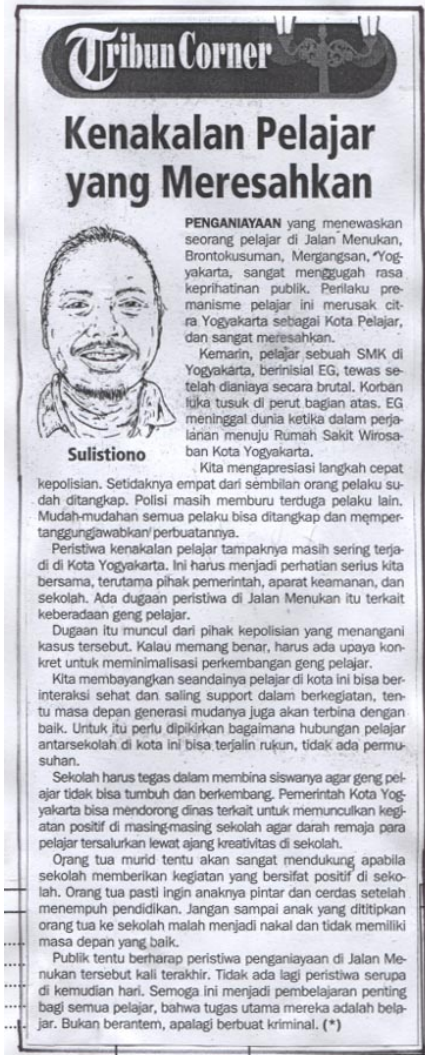 Tribun Corner
Kenakalan Pelajar
yang Meresahkan
PENGANIAYAAN yang menewaskan
seorang pelajar di Jalan Menukan,
Brontokusuman, Mergangsan, Yog-
yakarta, sangat menggugah rasa
keprihatinan publik. Perilaku pre-
manisme pelajar ini merusak cit-
ra Yogyakarta sebagai Kota Pelajar,
dan sangat meresahkan.
Kemarin, pelajar sebuah SMK di
Yogyakarta, berinisial EG, tewas se-
telah dianiaya secara brutal. Korban
luka tusuk di perut bagian atas. EG
meninggal dunia ketika dalam perja-
lanan menuju Rumah Sakit Wirosa-
ban Kota Yogyakarta.
Sulistiono
Kita mengapresiasi langkah cepat
kepolisian. Setidaknya empat dari sembilan orang pelaku su-
dah ditangkap. Polisi masih memburu terduga pelaku lain.
Mudah-mudahan semua pelaku bisa ditangkap dan memper-
tanggungjawabkan perbuatannya.
Peristiwa kenakalan pelajar tampaknya masih sering terja-
di di Kota Yogyakarta. Ini harus menjadi perhatian serius kita
bersama, terutama pihak pemerintah, aparat keamanan, dan
sekolah. Ada dugaan peristiwa di Jalan Menukan itu terkait
keberadaan geng pelajar.
Dugaan itu muncul dari pihak kepolisian yang menangani
kasus tersebut. Kalau memang benar, harus ada upaya kon-
kret untuk meminimalisasi perkembangan geng pelajar.
Kita membayangkan seandainya pelajar di kota ini bisa ber-
interaksi sehat dan saling support dalam berkegiatan, ten-
tu masa depan generasi mudanya juga akan terbina dengan
baik. Untuk itu perlu dipikirkan bagaimana hubungan pelajar
antarsekolah di kota ini bisa terjalin rukun, tidak ada permu-
suhan.
Sekolah harus tegas dalam membina siswanya agar geng pel-
ajar tidak bisa tumbuh dan berkembang. Pemerintah Kota Yog-
yakarta bisa mendorong dinas terkait untuk memunculkan kegi-
atan positif di masing-masing sekolah agar darah remaja para
pelajar tersalurkan lewat ajang kreativitas di sekolah.
Orang tua murid tentu akan sangat mendukung apabila
sekolah memberikan kegiatan yang bersifat positif di seko-
lah. Orang tua pasti ingin anaknya pintar dan cerdas setelah
menempuh pendidikan. Jangan sampai anak yang dititipkan
orang tua ke sekolah malah menjadi nakal dan tidak memiliki
masa depan yang baik.
Publik tentu berharap peristiwa penganiayaan di Jalan Me-
nukan tersebut kali terakhir. Tidak ada lagi peristiwa serupa
di kemudian hari. Semoga ini menjadi pembelajaran penting
bagi semua pelajar, bahwa tugas utama mereka adalah bela-
jar. Bukan berantem, apalagi berbuat kriminal. (*)